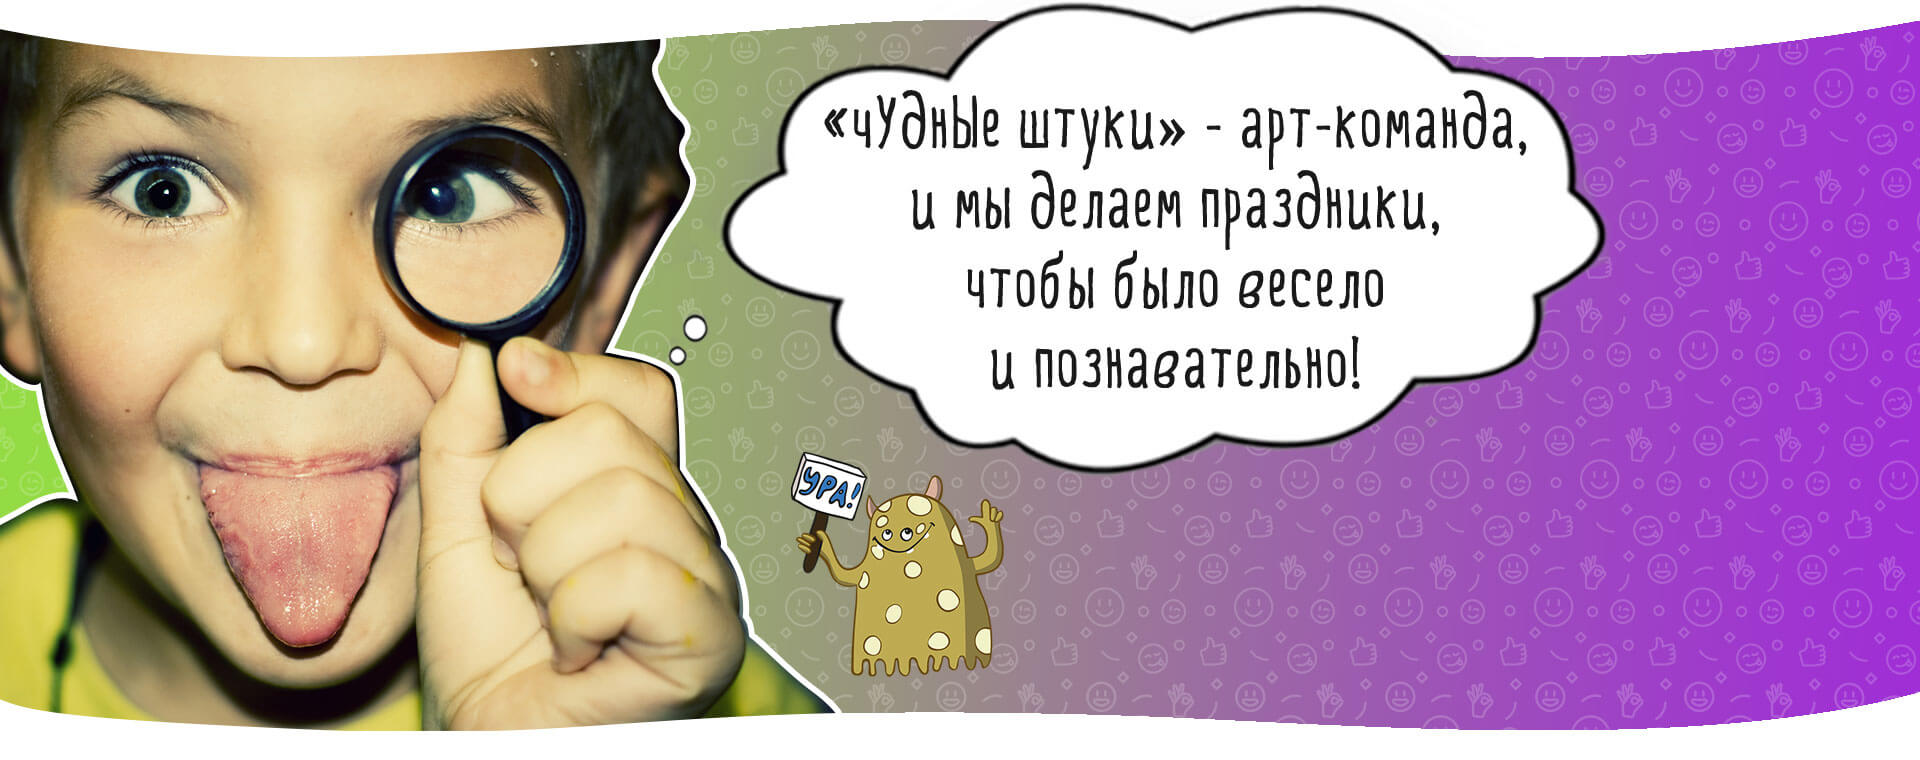 «чУднЫе штуки» - арт-команда,
и мы делаем праздники,
чтобы было весело
и познавательно!
УРА!